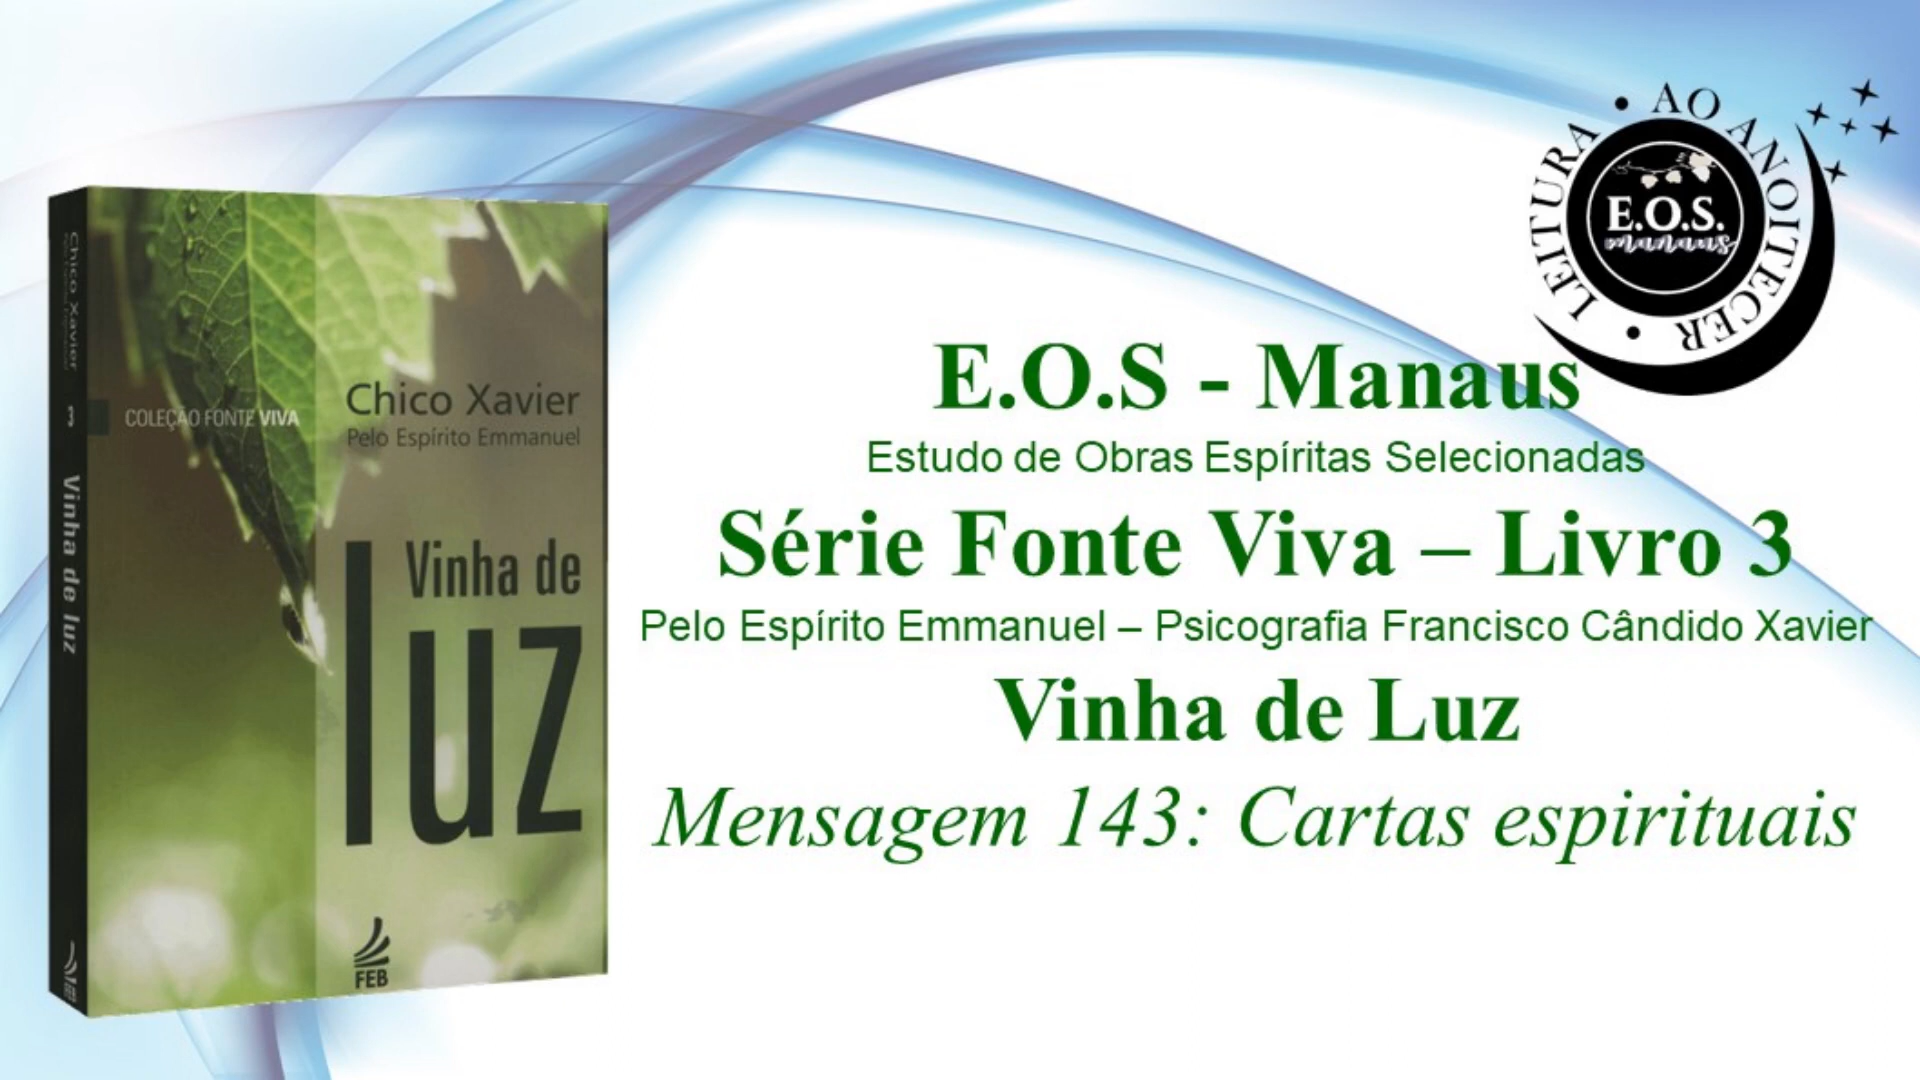 • AO ANOITECER • LEITURA
E.O.S.
manaus
E.O.S - Manaus
Estudo de Obras Espíritas Selecionadas
Série Fonte Viva – Livro 3
Pelo Espírito Emmanuel – Psicografia Francisco Cândido Xavier
Vinha de Luz
Mensagem 143: Cartas espirituais
Chico Xavier
3
Vinha de luz
FEB
COLEÇÃO FONTE VIVA
Chico Xavier
Pelo Espírito Emmanuel
Vinha de
luz
FEB